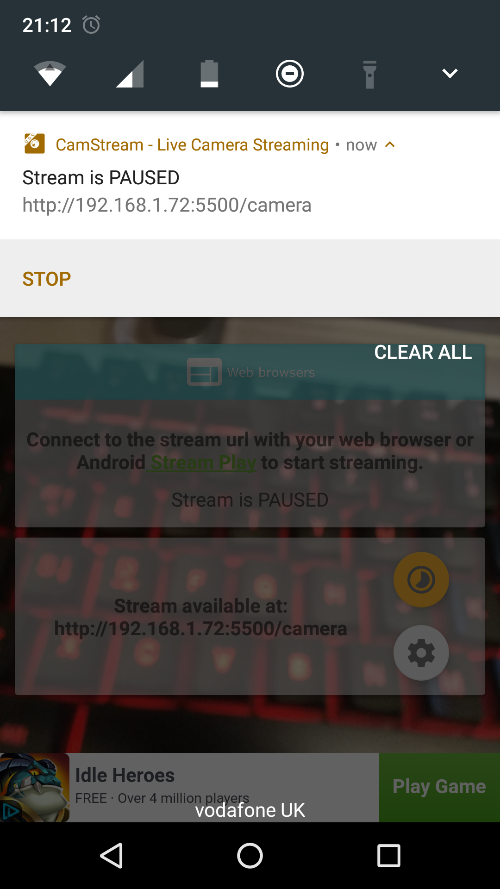 21:12
CamStream - Live Camera Streaming • now
Stream is PAUSED
http://192.168.1.72:5500/camera
STOP
CLEAR ALL
Web browsers
Connect to the stream url with your web browser or
Android Stream Play to start streaming.
Stream is PAUSED
Stream available at:
http://192.168.1.72:5500/camera
Idle Heroes
FREE · Over 4 million players
Play Game
vodafone UK